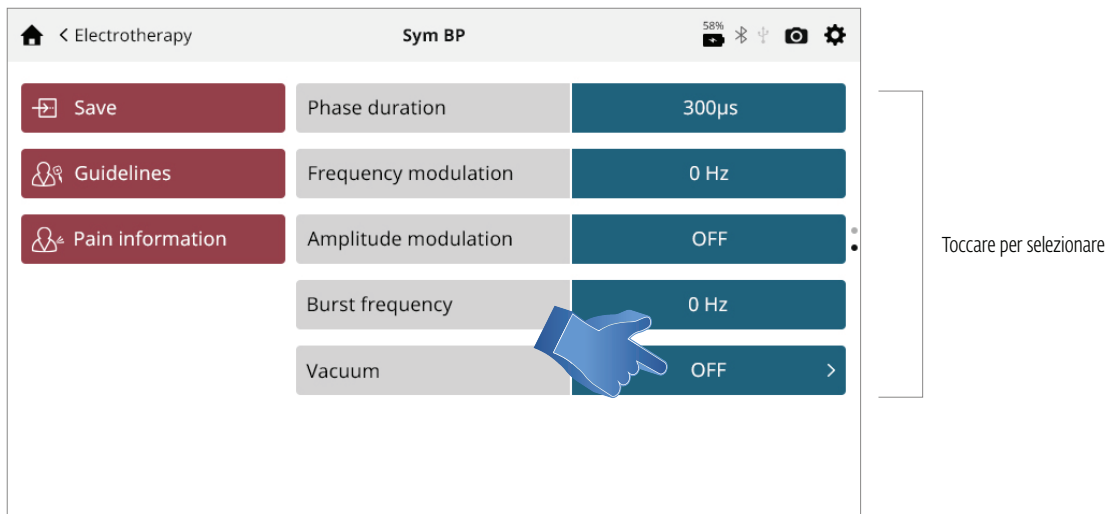 < Electrotherapy
Sym BP
58%
Save
Guidelines
Pain information
Phase duration 300µs
Frequency modulation 0 Hz
Amplitude modulation OFF
Burst frequency 0 Hz
Vacuum OFF >
Toccare per selezionare